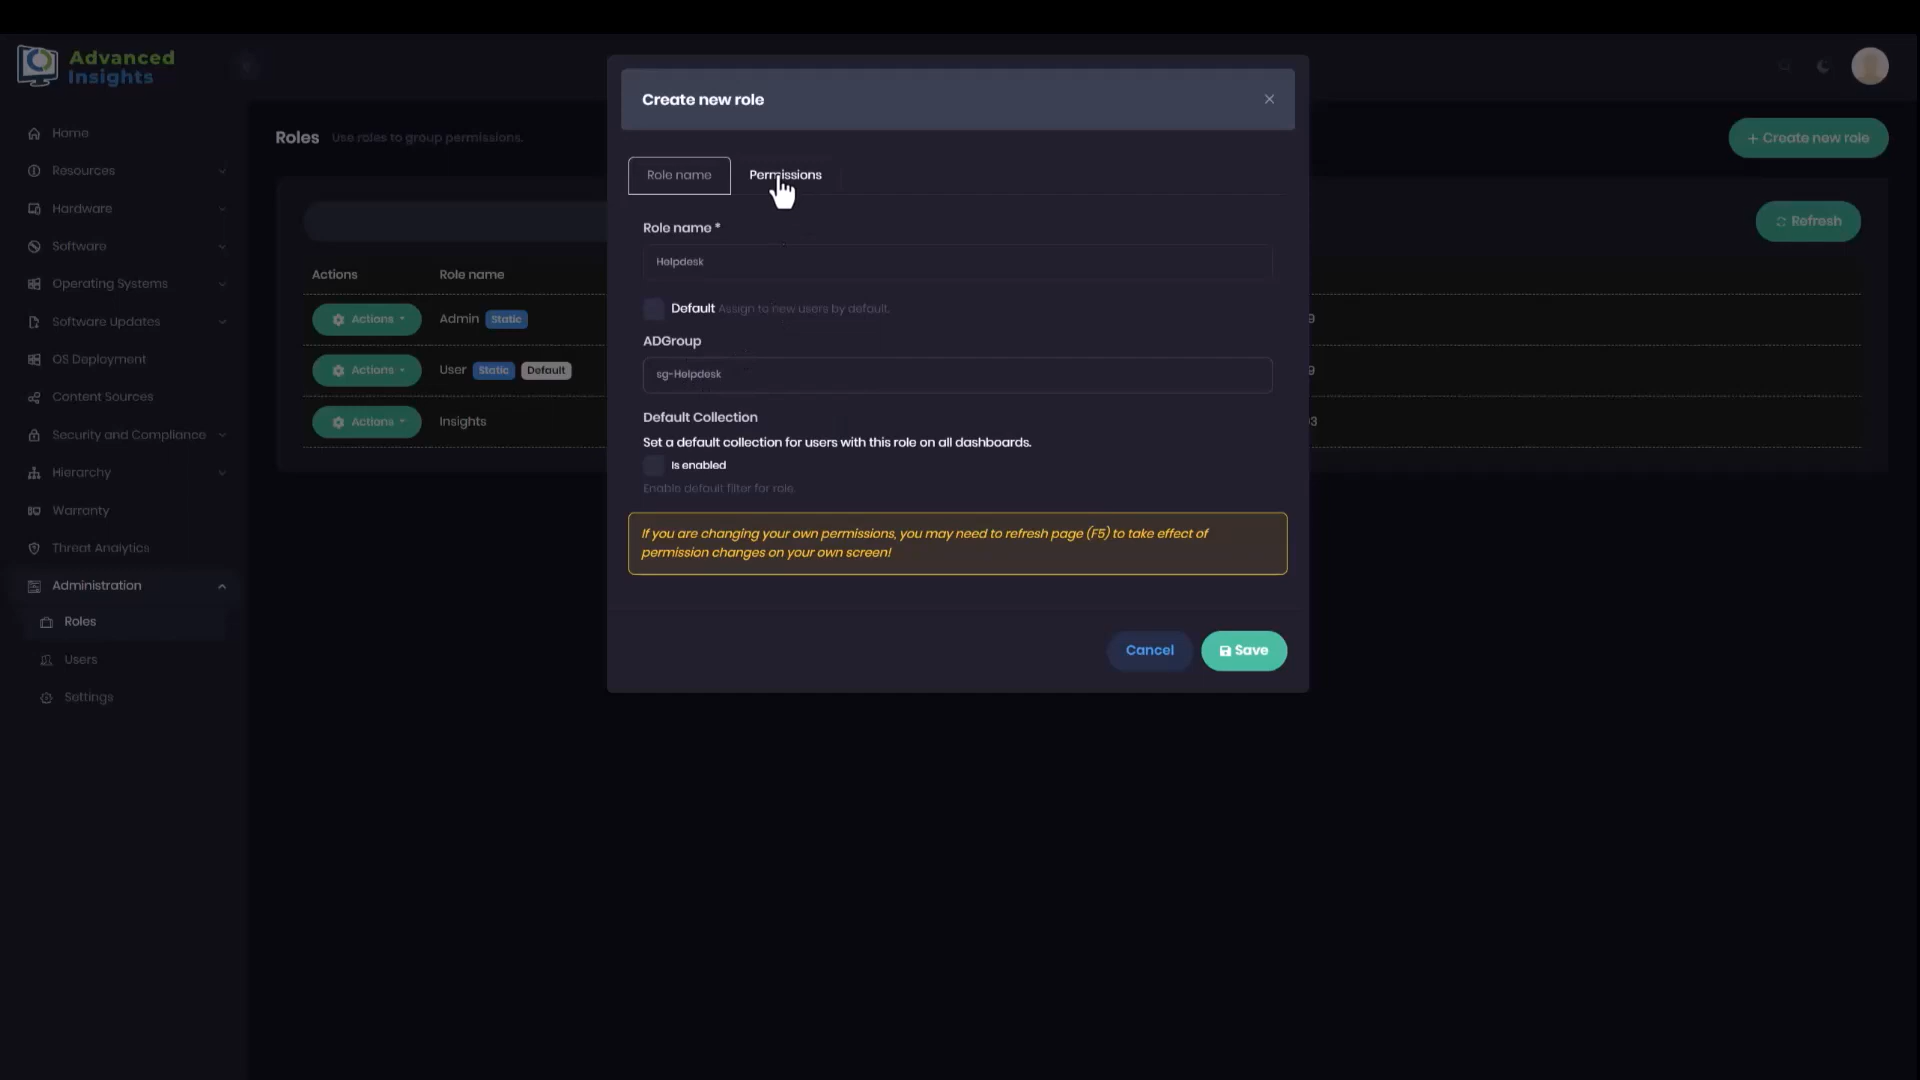 Advanced
Insights
Home
Resources
Hardware
Software
Operating Systems
Software Updates
OS Deployment
Content Sources
Security and Compliance
Hierarchy
Warranty
Threat Analytics
Administration
Roles
Users
Settings
Roles Use roles to group permissions.
+ Create new role
Refresh
Actions Role name
Actions Admin Static
9
Actions User Static Default
9
Actions Insights
3
Create new role
Role name Permissions
Role name *
Helpdesk
Default Assign to new users by default.
ADGroup
sg-Helpdesk
Default Collection
Set a default collection for users with this role on all dashboards.
Is enabled
Enable default filter for role.
If you are changing your own permissions, you may need to refresh page (F5) to take effect of
permission changes on your own screen!
Cancel Save